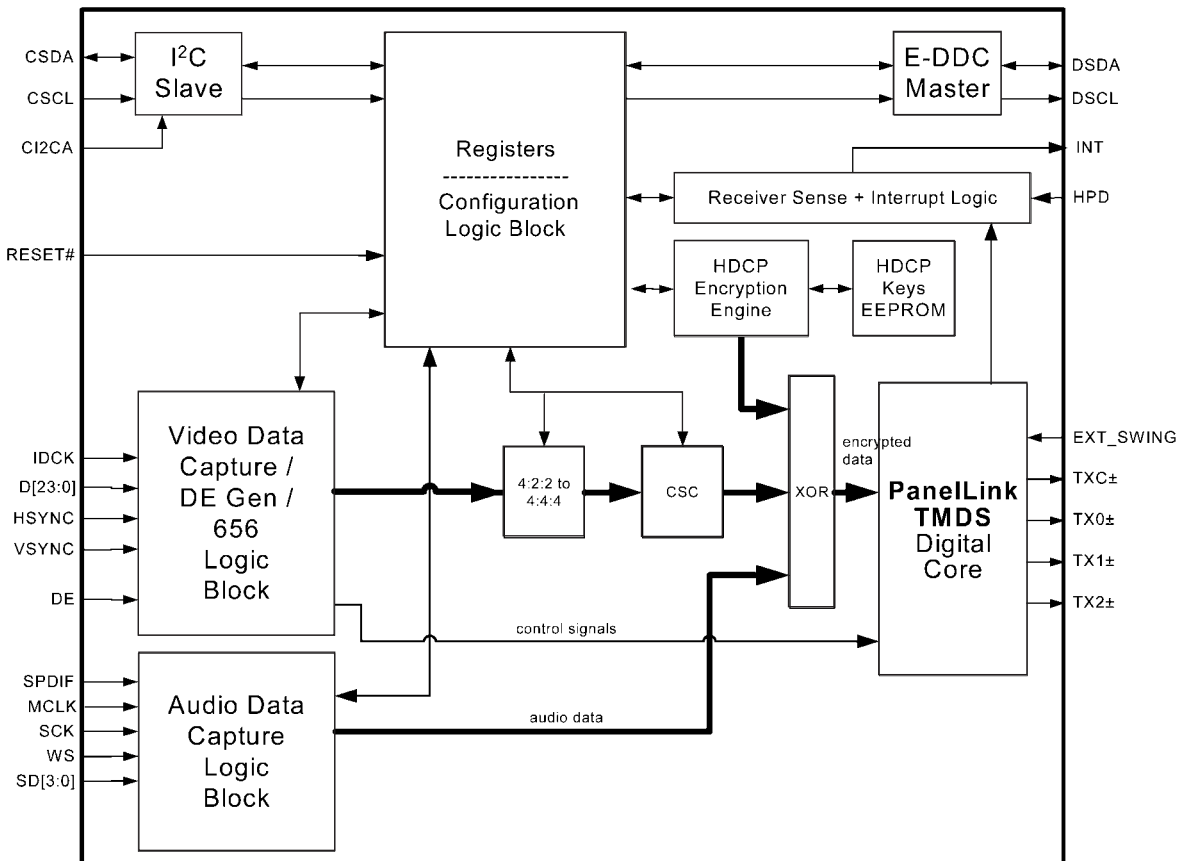 CSDA
CSCL
CI2CA
RESET#
I²C
Slave
Registers
----------------
Configuration
Logic Block
E-DDC
Master
DSDA
DSCL
INT
HPD
Receiver Sense + Interrupt Logic
HDCP
Encryption
Engine
HDCP
Keys
EEPROM
IDCK
D[23:0]
HSYNC
VSYNC
DE
Video Data
Capture /
DE Gen /
656
Logic
Block
4:2:2 to
4:4:4
CSC
XOR
encrypted
data
PanelLink
TMDS
Digital
Core
EXT_SWING
TXC±
TX0±
TX1±
TX2±
control signals
SPDIF
MCLK
SCK
WS
SD[3:0]
Audio Data
Capture
Logic
Block
audio data